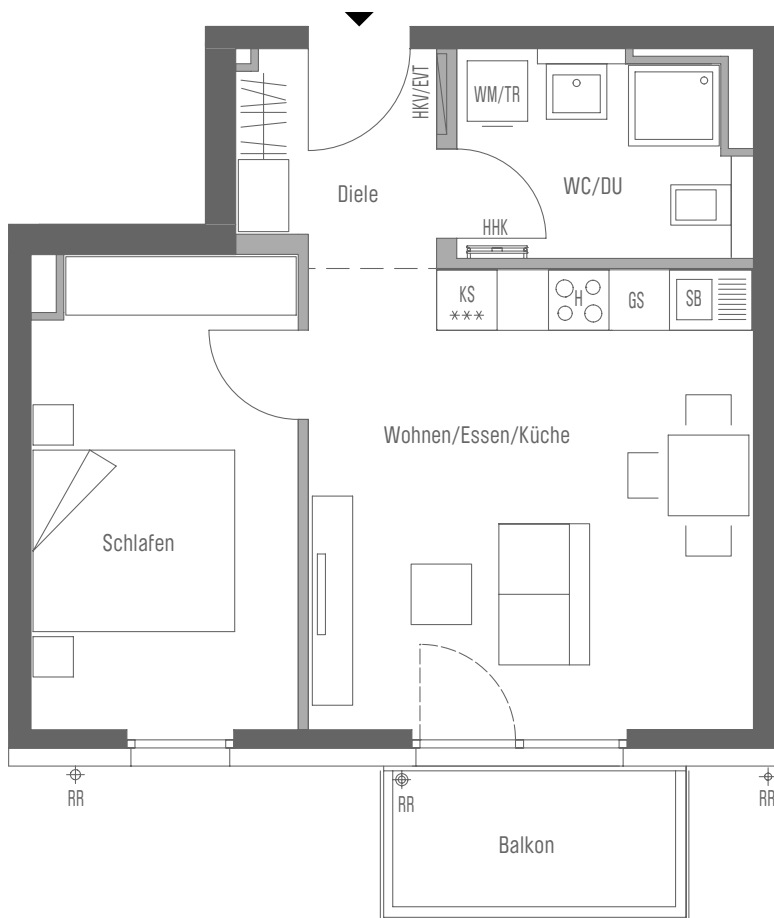 HKV/EVT
WM/TR
Diele
WC/DU
HHK
KS
***
H
GS
SB
Wohnen/Essen/Küche
Schlafen
RR
RR
RR
Balkon